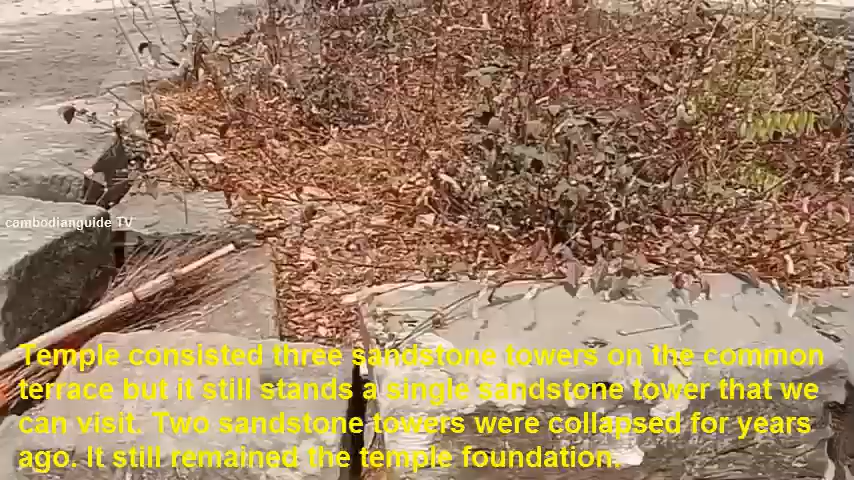 cambodianguide TV
Temple consisted three sandstone towers on the common
terrace but it still stands a single sandstone tower that we
can visit. Two sandstone towers were collapsed for years
ago. It still remained the temple foundation.